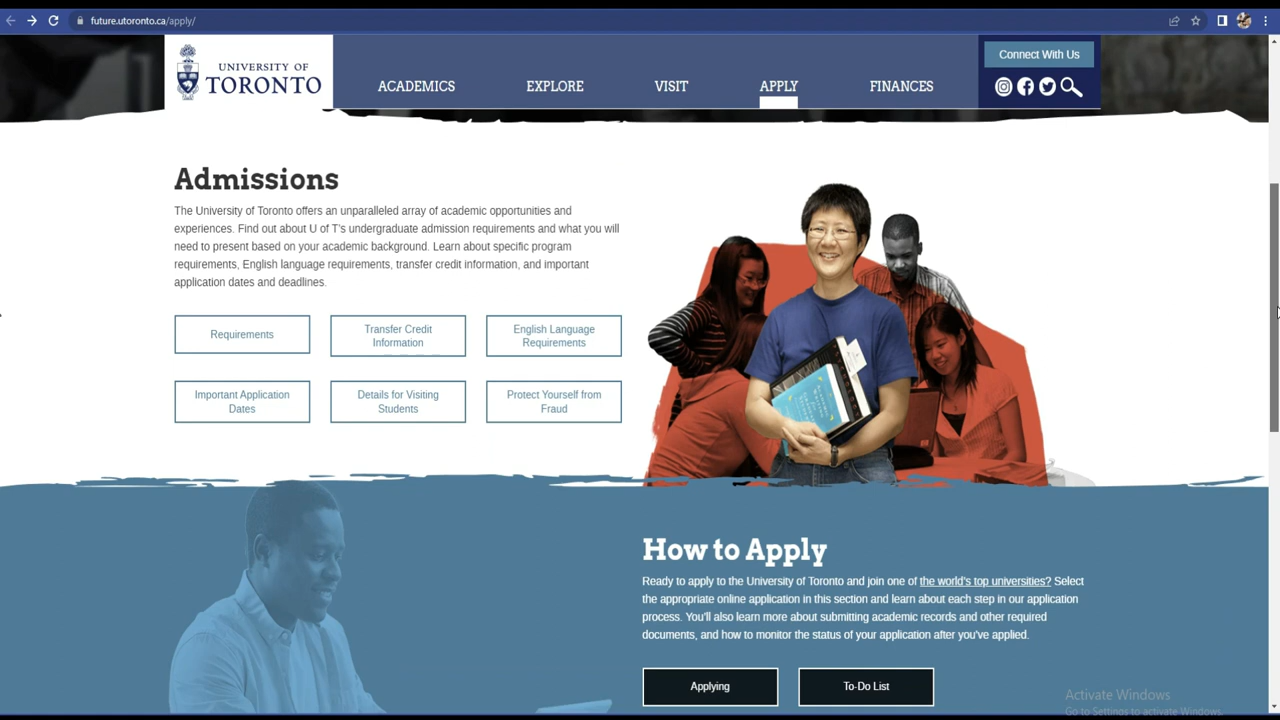 future.utoronto.ca/apply/
UNIVERSITY OF
TORONTO
ACADEMICS
EXPLORE
VISIT
APPLY
FINANCES
Connect With Us
Admissions
The University of Toronto offers an unparalleled array of academic opportunities and
experiences. Find out about U of T's undergraduate admission requirements and what you will
need to present based on your academic background. Learn about specific program
requirements, English language requirements, transfer credit information, and important
application dates and deadlines.
Requirements
Transfer Credit
Information
English Language
Requirements
Important Application
Dates
Details for Visiting
Students
Protect Yourself from
Fraud
How to Apply
Ready to apply to the University of Toronto and join one of the world's top universities? Select
the appropriate online application in this section and learn about each step in our application
process. You'll also learn more about submitting academic records and other required
documents, and how to monitor the status of your application after you've applied.
Applying
To-Do List
Activate Windows
Go to Settings to activate Windows.